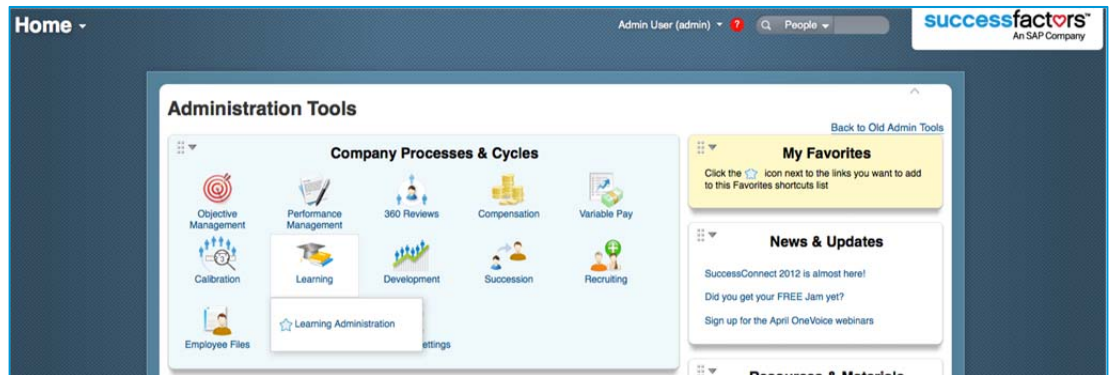 Home
Admin User (admin) ? People
successfactors™
An SAP Company
Administration Tools
Back to Old Admin Tools
Company Processes & Cycles
Objective Management
Performance Management
360 Reviews
Compensation
Variable Pay
Calibration
Learning
Development
Succession
Recruiting
Employee Files
Learning Administration
ettings
My Favorites
Click the icon next to the links you want to add
to this Favorites shortcuts list
News & Updates
SuccessConnect 2012 is almost here!
Did you get your FREE Jam yet?
Sign up for the April OneVoice webinars
Resources & Materials